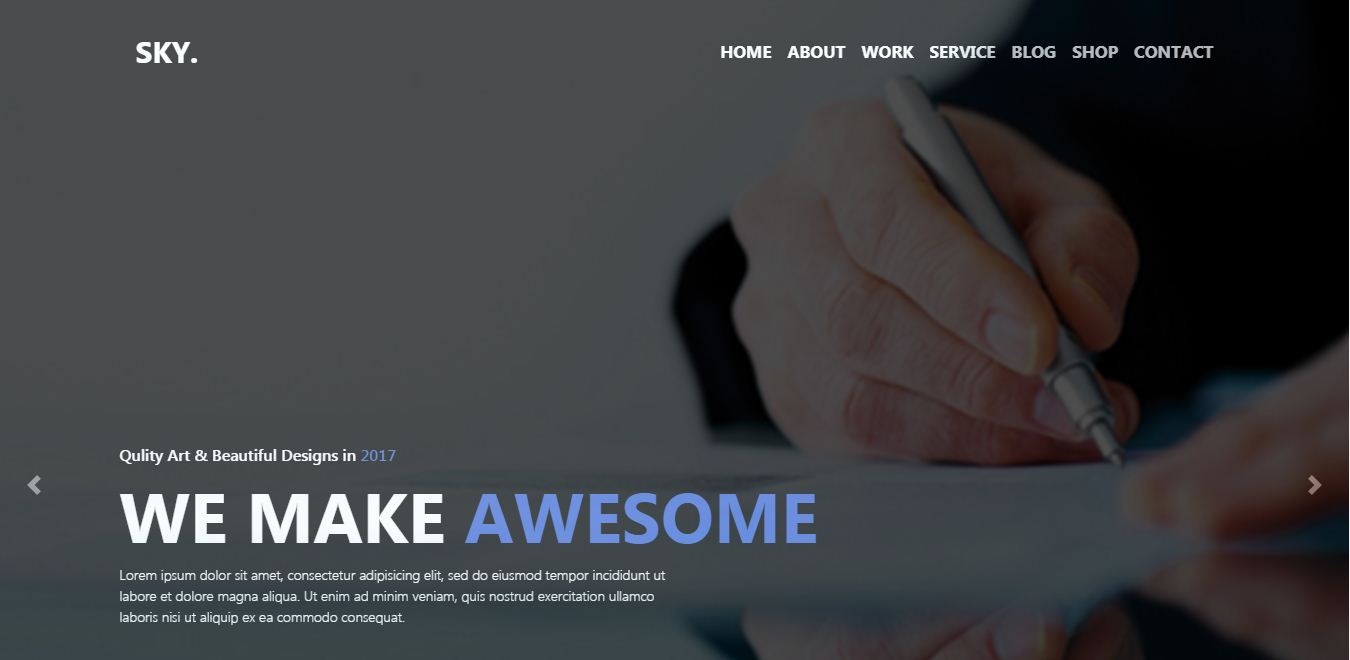 SKY.
HOME ABOUT WORK SERVICE BLOG SHOP CONTACT
Qulity Art & Beautiful Designs in 2017
WE MAKE AWESOME
Lorem ipsum dolor sit amet, consectetur adipisicing elit, sed do eiusmod tempor incididunt ut
labore et dolore magna aliqua. Ut enim ad minim veniam, quis nostrud exercitation ullamco
laboris nisi ut aliquip ex ea commodo consequat.